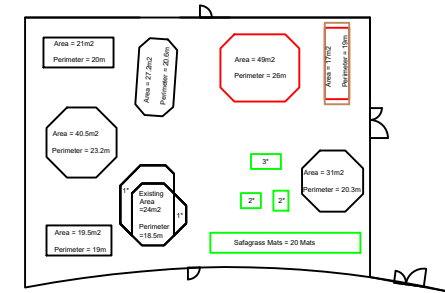 Area = 21m2
Perimeter = 20m
Area = 27.2m2
Perimeter = 20.6m
Area = 49m2
Perimeter = 26m
Area = 17m2
Perimeter = 19m
Area = 40.5m2
Perimeter = 23.2m
3*
Area = 31m2
Perimeter = 20.3m
1*
Existing
Area
=24m2
Perimeter
=18.5m
1*
2*
2*
Area = 19.5m2
Perimeter = 19m
Safagrass Mats = 20 Mats